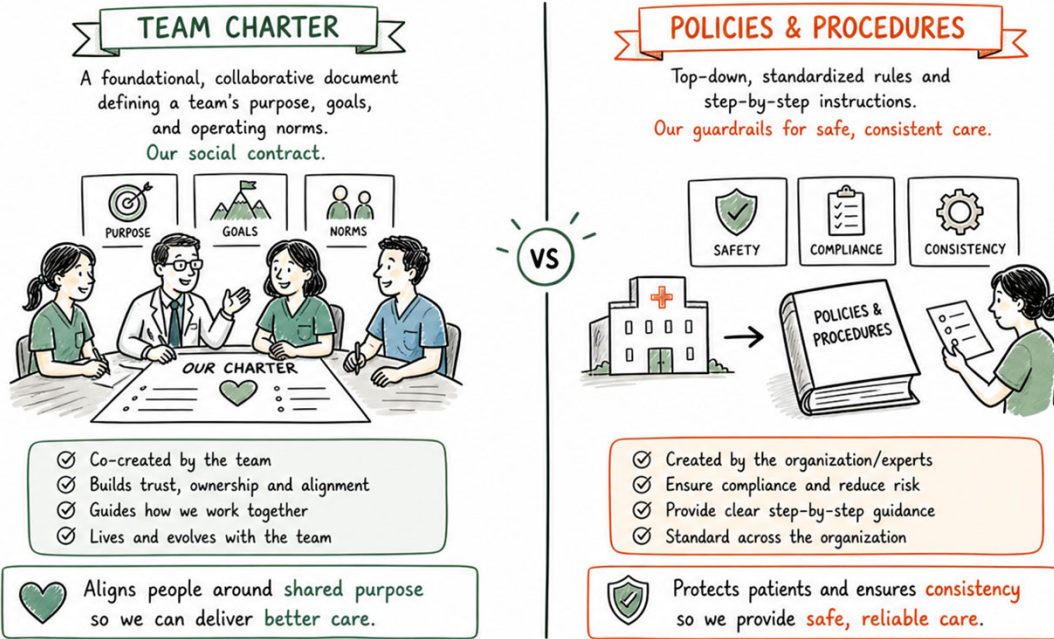 TEAM CHARTER
A foundational, collaborative document
defining a team's purpose, goals,
and operating norms.
Our social contract.
PURPOSE
GOALS
NORMS
OUR CHARTER
Co-created by the team
Builds trust, ownership and alignment
Guides how we work together
Lives and evolves with the team
Aligns people around shared purpose
so we can deliver better care.
VS
POLICIES & PROCEDURES
Top-down, standardized rules and
step-by-step instructions.
Our guardrails for safe, consistent care.
SAFETY
COMPLIANCE
CONSISTENCY
POLICIES &
PROCEDURES
Created by the organization/experts
Ensure compliance and reduce risk
Provide clear step-by-step guidance
Standard across the organization
Protects patients and ensures consistency
so we provide safe, reliable care.